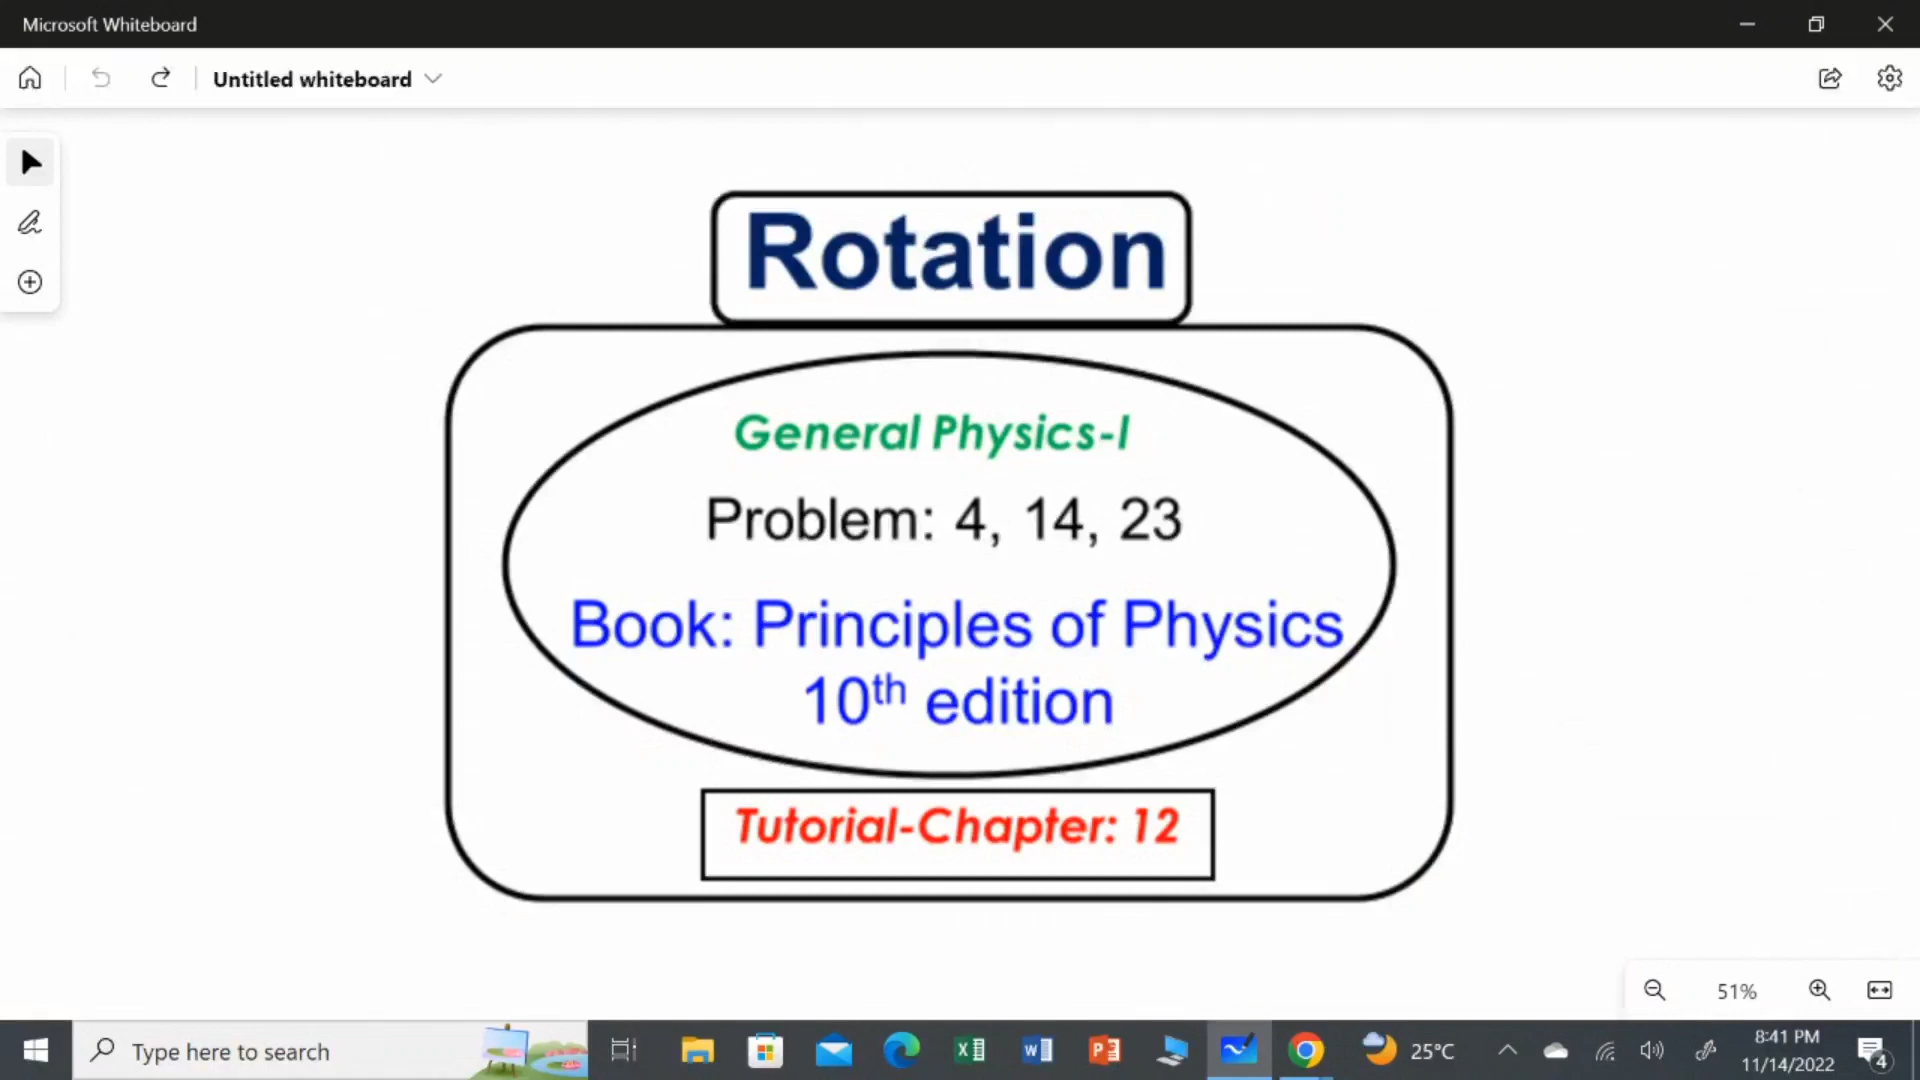 Microsoft Whiteboard
Untitled whiteboard
Rotation
General Physics-I
Problem: 4, 14, 23
Book: Principles of Physics
10th edition
Tutorial-Chapter: 12
51%
Type here to search
25°C
8:41 PM
11/14/2022
4